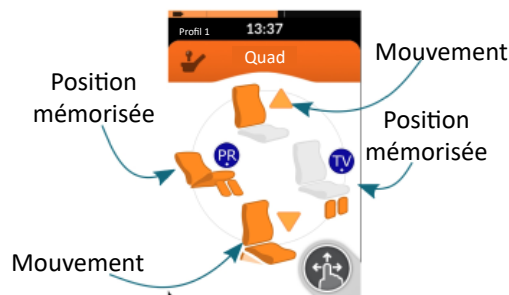 Profil 1 13:37
Quad
Mouvement
Position
mémorisée
Position
mémorisée
PR
TV
Mouvement